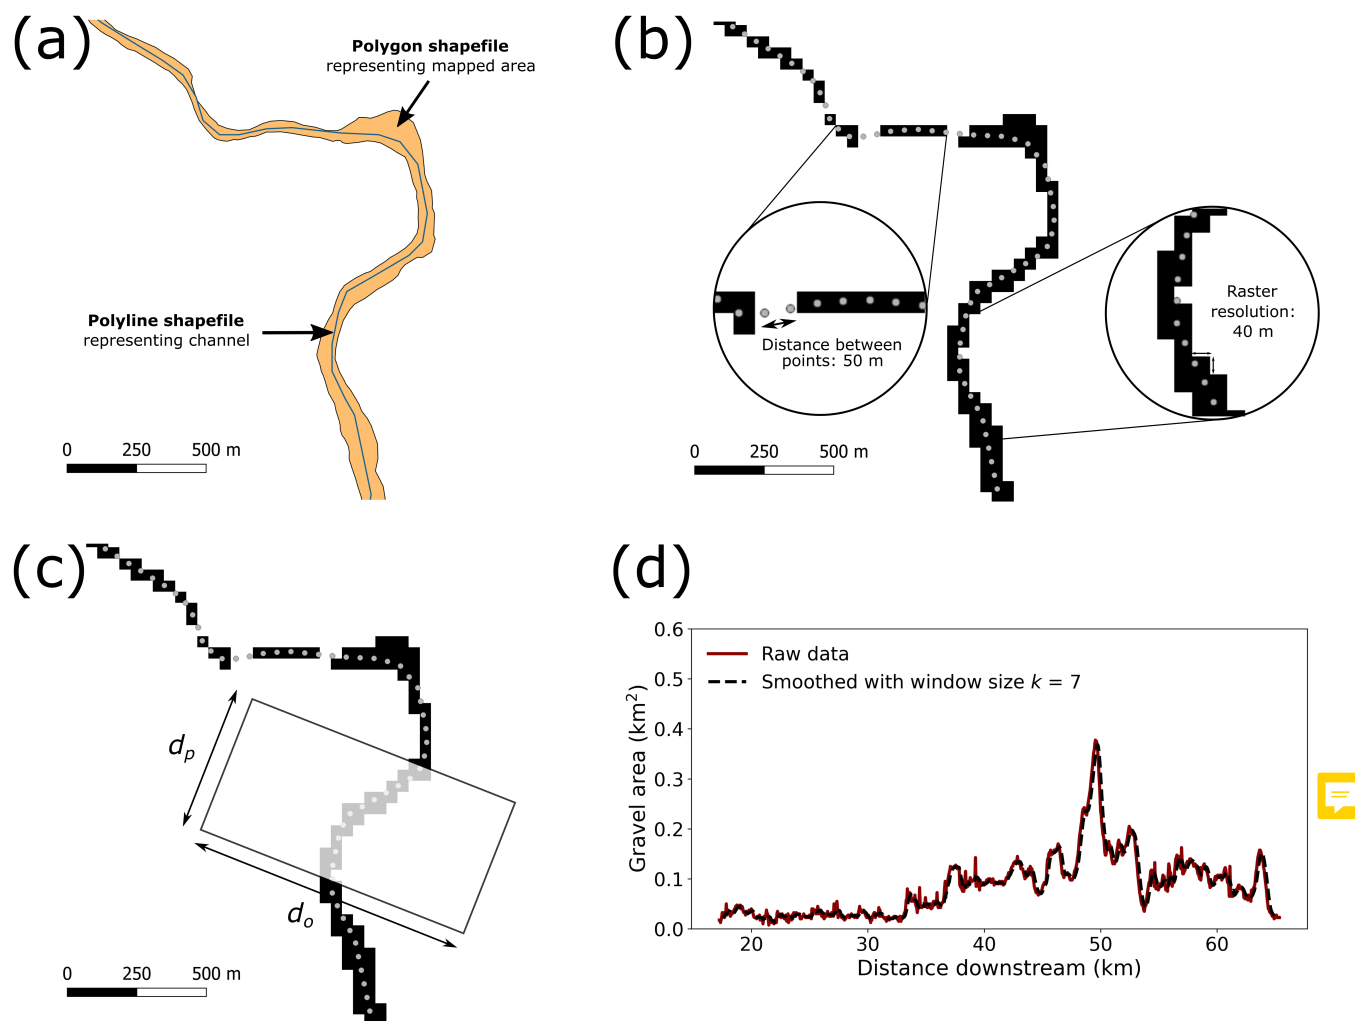 (a)
Polygon shapefile
representing mapped area
Polyline shapefile
representing channel
0 250 500 m
(b)
Distance between
points: 50 m
Raster
resolution:
40 m
0 250 500 m
(c)
dp
do
0 250 500 m
(d)
Raw data
Smoothed with window size k = 7
Gravel area (km²)
0.6
0.5
0.4
0.3
0.2
0.1
0.0
20 30 40 50 60
Distance downstream (km)